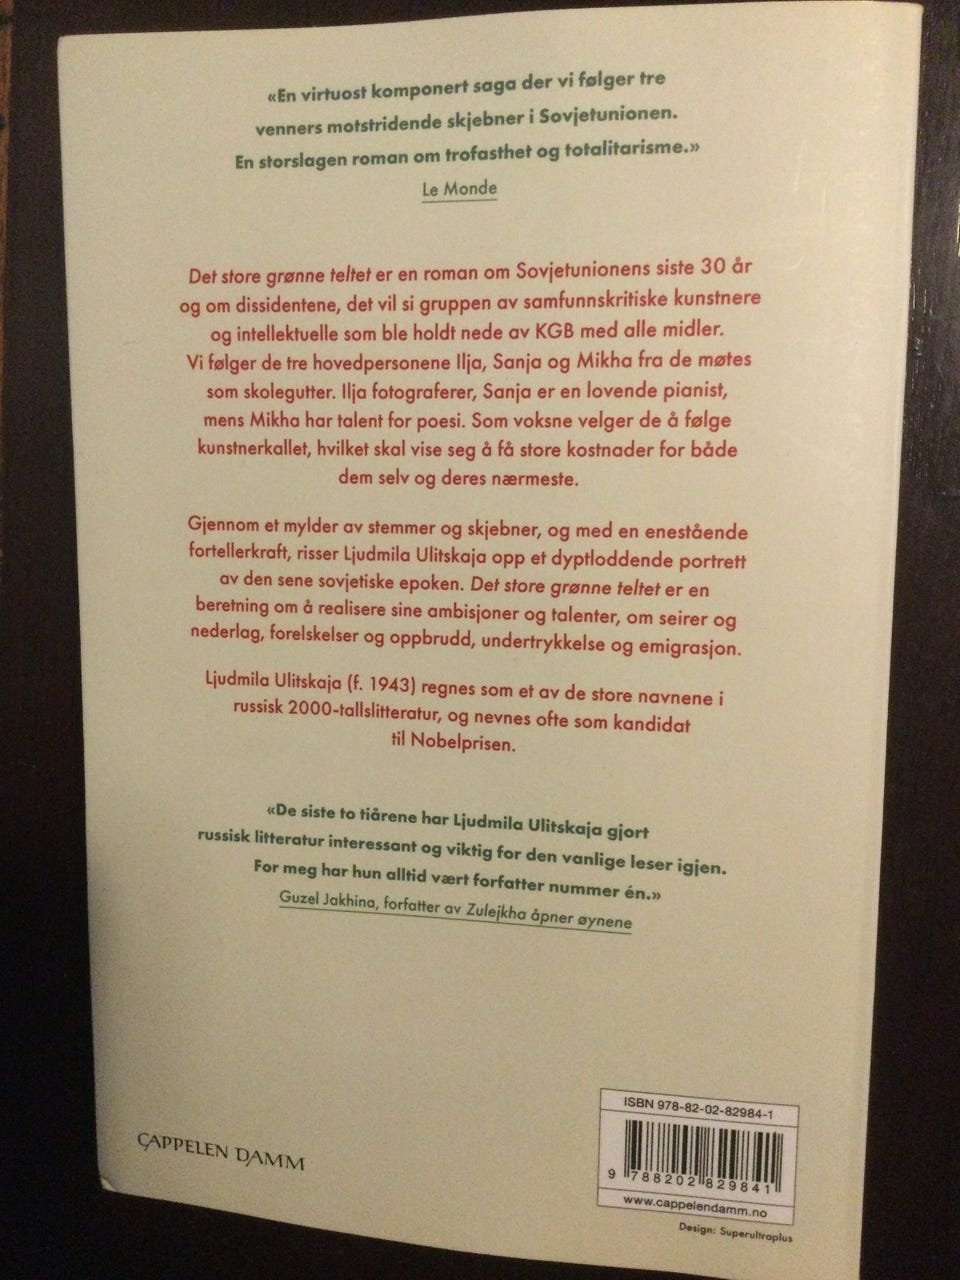 «En virtuost komponert saga der vi følger tre
venners motstridende skjebner i Sovjetunionen.
En storslagen roman om trofasthet og totalitarisme.»
Le Monde
Det store grønne teltet er en roman om Sovjetunionens siste 30 år
og om dissidentene, det vil si gruppen av samfunnskritiske kunstnere
og intellektuelle som ble holdt nede av KGB med alle midler.
Vi følger de tre hovedpersonene Ilja, Sanja og Mikha fra de møtes
som skolegutter. Ilja fotograferer, Sanja er en lovende pianist,
mens Mikha har talent for poesi. Som voksne velger de å følge
kunstnerkallet, hvilket skal vise seg å få store kostnader for både
dem selv og deres nærmeste.
Gjennom et mylder av stemmer og skjebner, og med en enestående
fortellerkraft, risser Ljudmila Ulitskaja opp et dyptloddende portrett
av den sene sovjetiske epoken. Det store grønne teltet er en
beretning om å realisere sine ambisjoner og talenter, om seirer og
nederlag, forelskelser og oppbrudd, undertrykkelse og emigrasjon.
Ljudmila Ulitskaja (f. 1943) regnes som et av de store navnene i
russisk 2000-tallslitteratur, og nevnes ofte som kandidat
til Nobelprisen.
«De siste to tiårene har Ljudmila Ulitskaja gjort
russisk litteratur interessant og viktig for den vanlige leser igjen.
For meg har hun alltid vært forfatter nummer én.»
Guzel Jakhina, forfatter av Zulejkha åpner øynene
CAPPELEN DAMM
ISBN 978-82-02-82984-1
9 788202 829841
www.cappelendamm.no
Design: Superultraplus